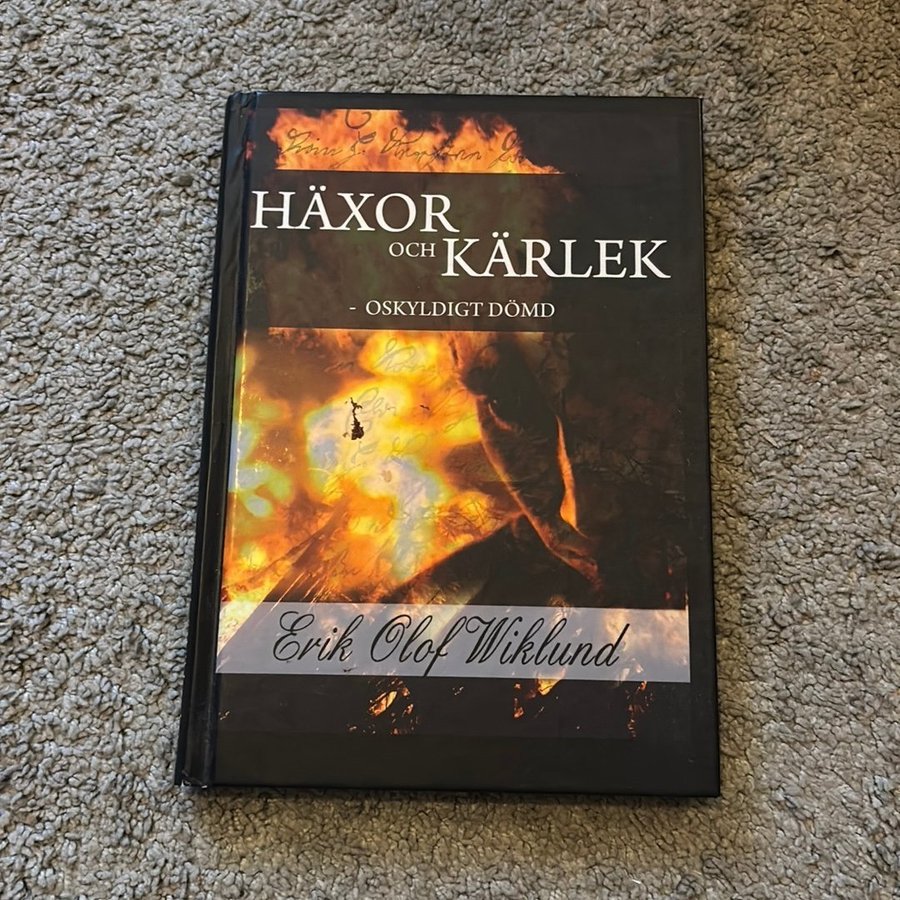 HÄXOR
OCH KÄRLEK
- OSKYLDIGT DÖMD
Erik Olof Wiklund